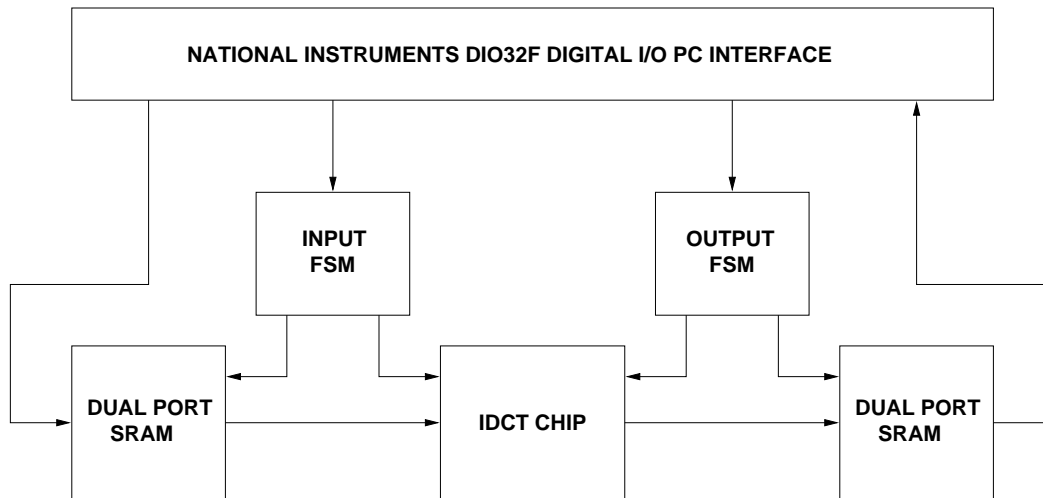 NATIONAL INSTRUMENTS DIO32F DIGITAL I/O PC INTERFACE
INPUT
FSM
OUTPUT
FSM
DUAL PORT
SRAM
IDCT CHIP
DUAL PORT
SRAM